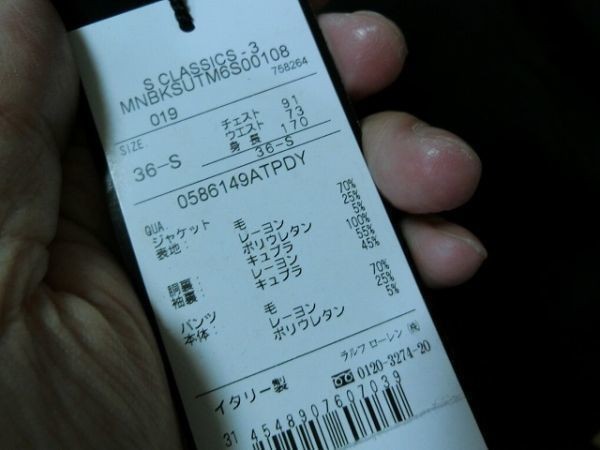 S CLASSICS - 3
MNBKSUTM6S00108
019 758264
SIZE. チェスト 91
ウエスト 73
36-S 身長 170
36-S
0586149ATPDY
QUA.
ジャケット
表地: 毛 70%
レーヨン 25%
ポリウレタン 5%
胴裏: キュプラ 100%
袖裏: レーヨン 55%
キュプラ 45%
パンツ
本体: 毛 70%
レーヨン 25%
ポリウレタン 5%
ラルフ ローレン ㈱
イタリー製 0120-3274-20
31 4548907607039